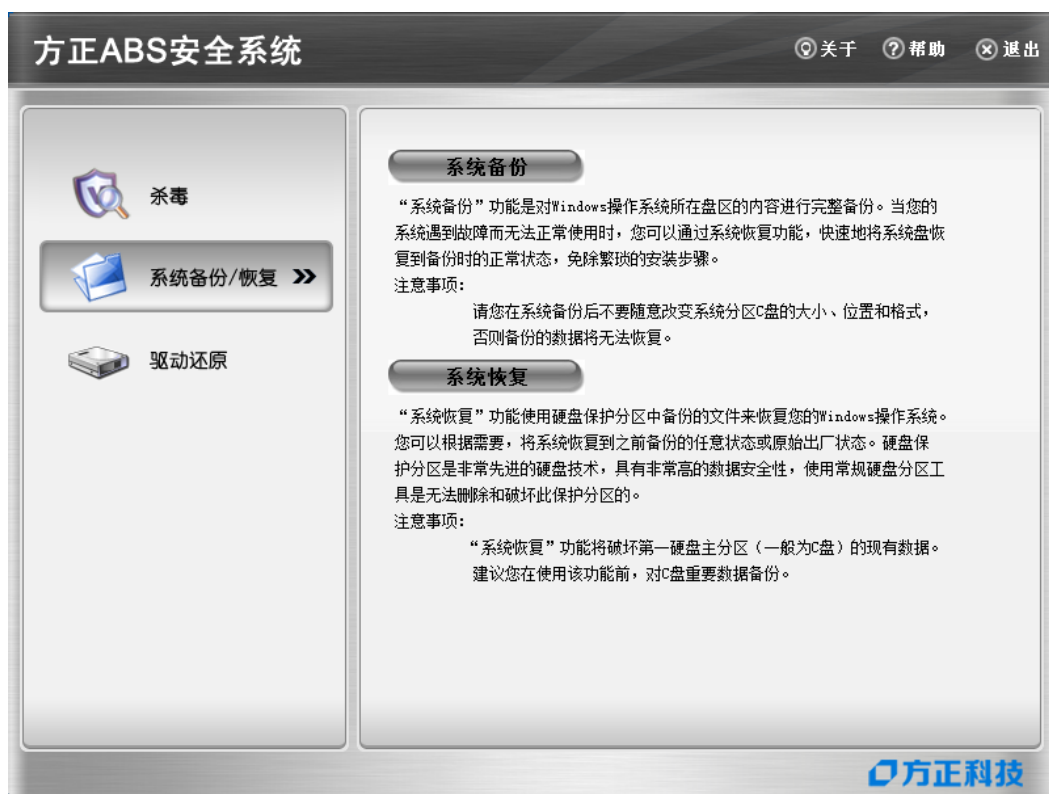 方正ABS安全系统
关于 帮助 退出
杀毒
系统备份/恢复
驱动还原
系统备份
“系统备份”功能是对Windows操作系统所在盘区的内容进行完整备份。当您的
系统遇到故障而无法正常使用时，您可以通过系统恢复功能，快速地将系统盘恢
复到备份时的正常状态，免除繁琐的安装步骤。
注意事项：
请您在系统备份后不要随意改变系统分区C盘的大小、位置和格式，
否则备份的数据将无法恢复。
系统恢复
“系统恢复”功能使用硬盘保护分区中备份的文件来恢复您的Windows操作系统。
您可以根据需要，将系统恢复到之前备份的任意状态或原始出厂状态。硬盘保
护分区是非常先进的硬盘技术，具有非常高的数据安全性，使用常规硬盘分区工
具是无法删除和破坏此保护分区的。
注意事项：
“系统恢复”功能将破坏第一硬盘主分区（一般为C盘）的现有数据。
建议您在使用该功能前，对C盘重要数据备份。
方正科技